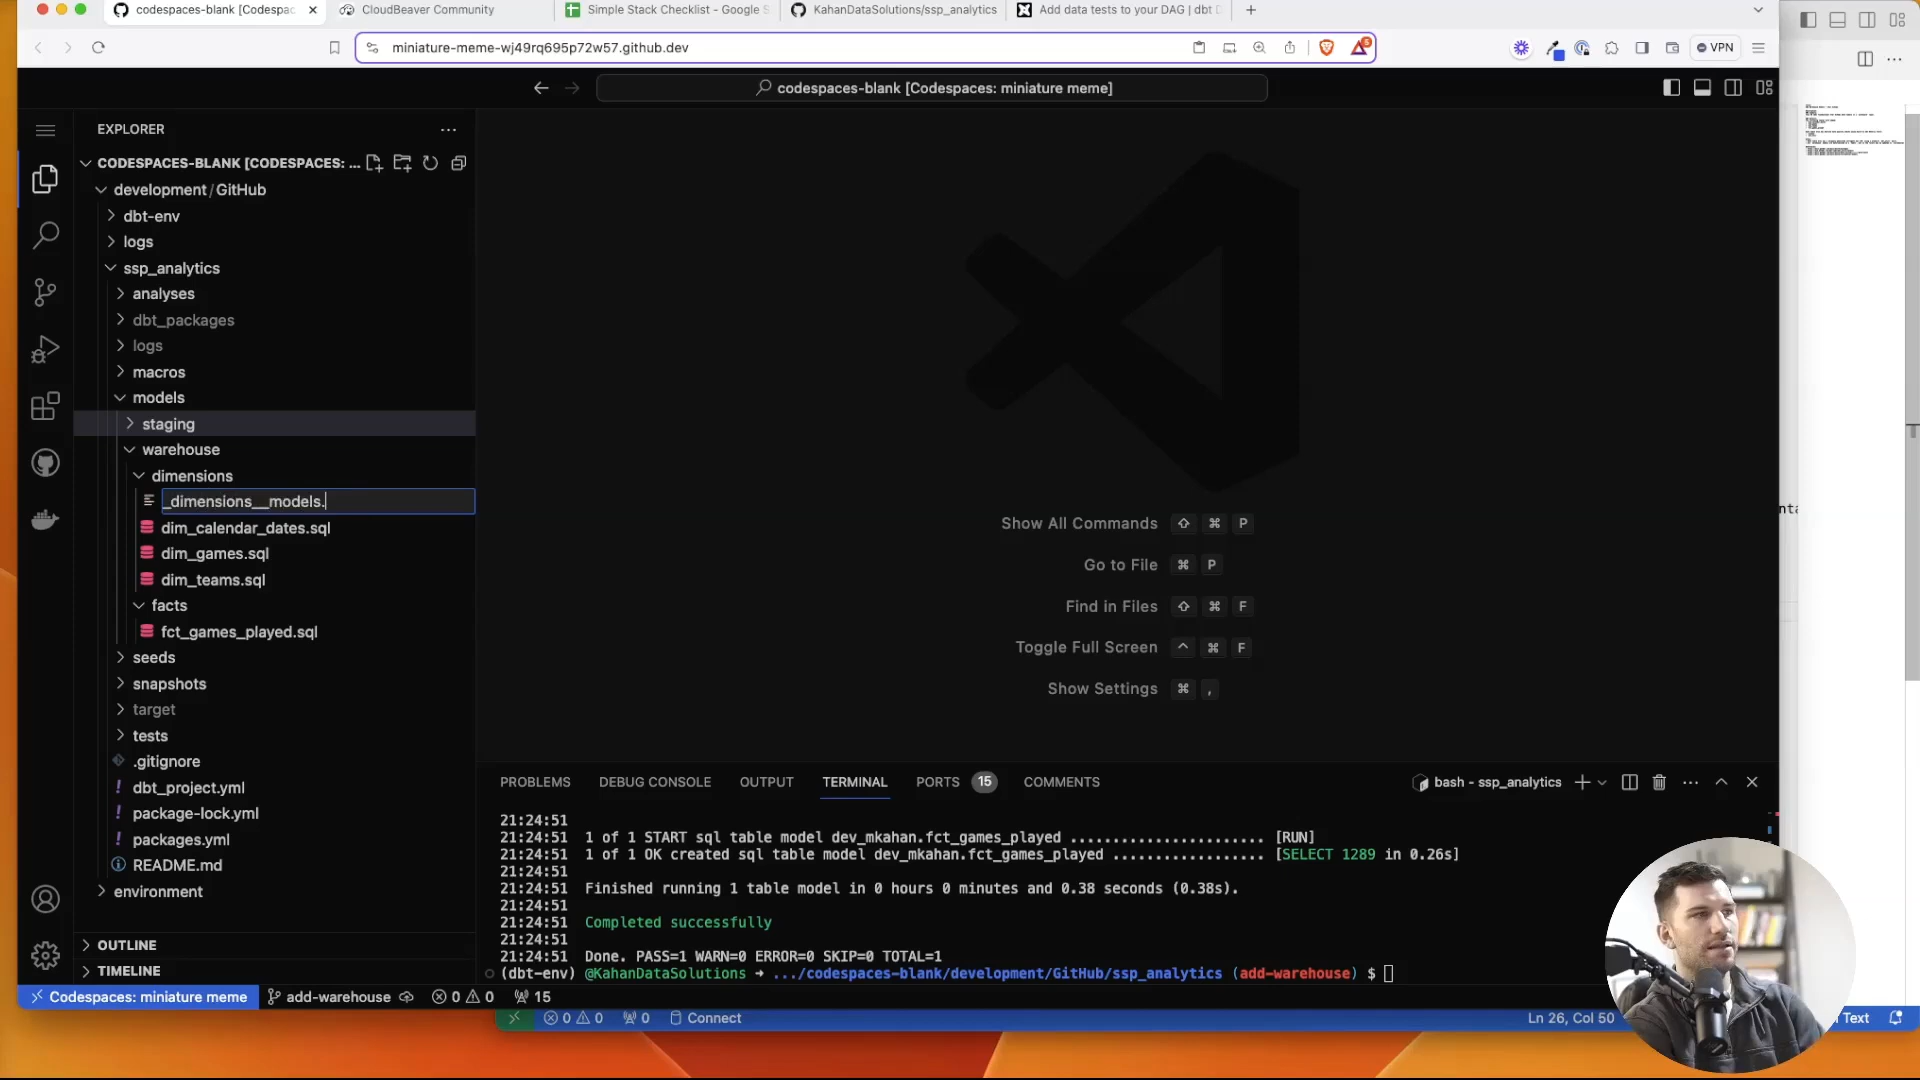 codespaces-blank [Codespac
CloudBeaver Community
Simple Stack Checklist - Google S
KahanDataSolutions/ssp_analytics
Add data tests to your DAG | dbt D
miniature-meme-wj49rq695p72w57.github.dev
VPN
codespaces-blank [Codespaces: miniature meme]
EXPLORER
CODESPACES-BLANK [CODESPACES: ...
development / GitHub
dbt-env
logs
ssp_analytics
analyses
dbt_packages
logs
macros
models
staging
warehouse
dimensions
_dimensions__models.
dim_calendar_dates.sql
dim_games.sql
dim_teams.sql
facts
fct_games_played.sql
seeds
snapshots
target
tests
.gitignore
dbt_project.yml
package-lock.yml
packages.yml
README.md
environment
OUTLINE
TIMELINE
Show All Commands ⇧ ⌘ P
Go to File ⌘ P
Find in Files ⇧ ⌘ F
Toggle Full Screen ^ ⌘ F
Show Settings ⌘ ,
PROBLEMS DEBUG CONSOLE OUTPUT TERMINAL PORTS 15 COMMENTS
bash - ssp_analytics
21:24:51
21:24:51 1 of 1 START sql table model dev_mkahan.fct_games_played ....................... [RUN]
21:24:51 1 of 1 OK created sql table model dev_mkahan.fct_games_played .................. [SELECT 1289 in 0.26s]
21:24:51
21:24:51 Finished running 1 table model in 0 hours 0 minutes and 0.38 seconds (0.38s).
21:24:51
21:24:51 Completed successfully
21:24:51
21:24:51 Done. PASS=1 WARN=0 ERROR=0 SKIP=0 TOTAL=1
(dbt-env) @KahanDataSolutions ➜ .../codespaces-blank/development/GitHub/ssp_analytics (add-warehouse) $
Codespaces: miniature meme
add-warehouse
0 0
15
0 0
0
Connect
Ln 26, Col 50
Text
nta